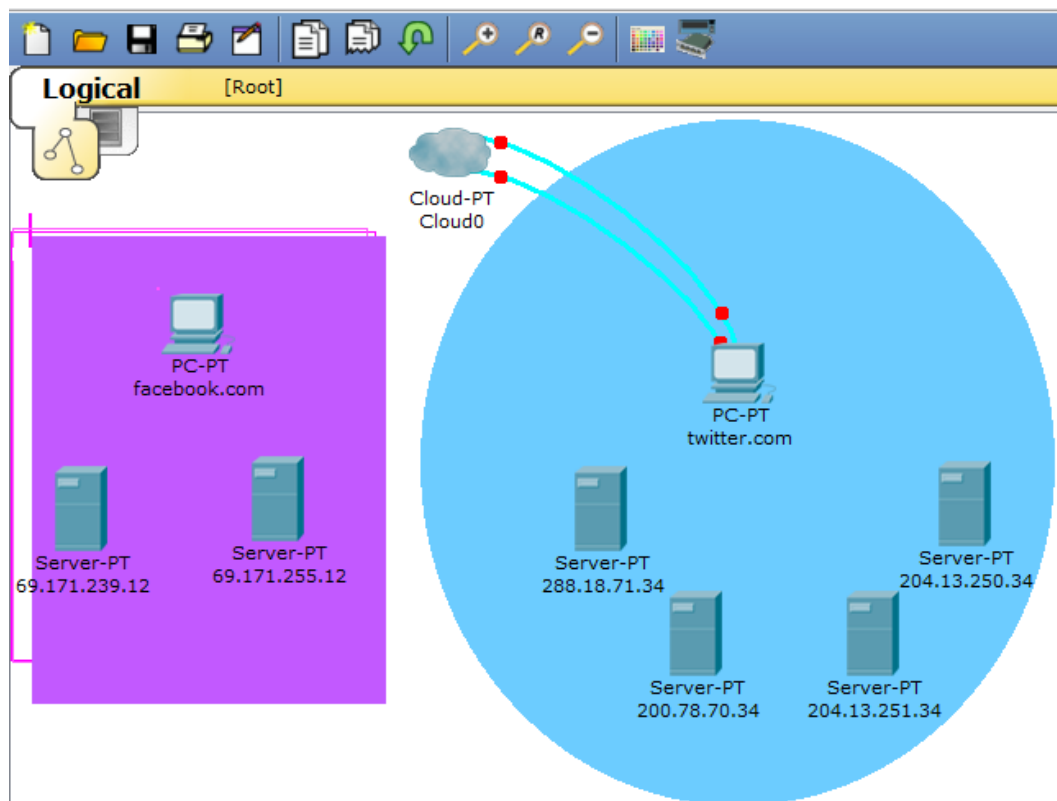 Logical
[Root]
Cloud-PT
Cloud0
PC-PT
facebook.com
PC-PT
twitter.com
Server-PT
69.171.239.12
Server-PT
69.171.255.12
Server-PT
288.18.71.34
Server-PT
204.13.250.34
Server-PT
200.78.70.34
Server-PT
204.13.251.34